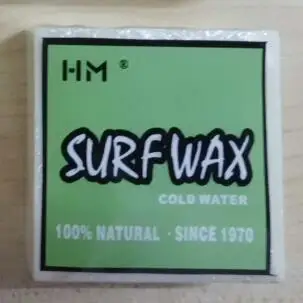 HM ®
SURF WAX
COLD WATER
100% NATURAL · SINCE 1970